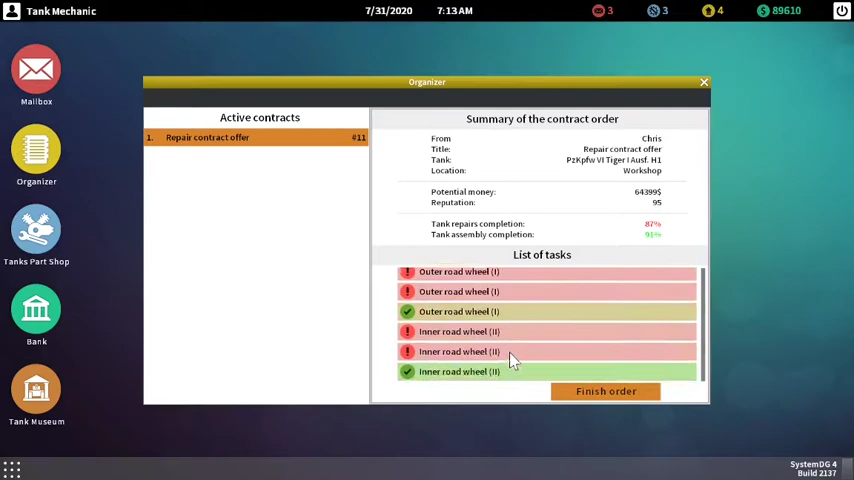 Tank Mechanic
7/31/2020
7:13 AM
3
3
4
$ 89610
Mailbox
Organizer
Tanks Part Shop
Bank
Tank Museum
Organizer
Active contracts
1. Repair contract offer #11
Summary of the contract order
From Chris
Title: Repair contract offer
Tank: PzKpfw VI Tiger I Ausf. H1
Location: Workshop
Potential money: 64399$
Reputation: 95
Tank repairs completion: 87%
Tank assembly completion: 91%
List of tasks
Outer road wheel (I)
Outer road wheel (I)
Outer road wheel (I)
Inner road wheel (II)
Inner road wheel (II)
Inner road wheel (II)
Finish order
SystemDG 4
Build 2137